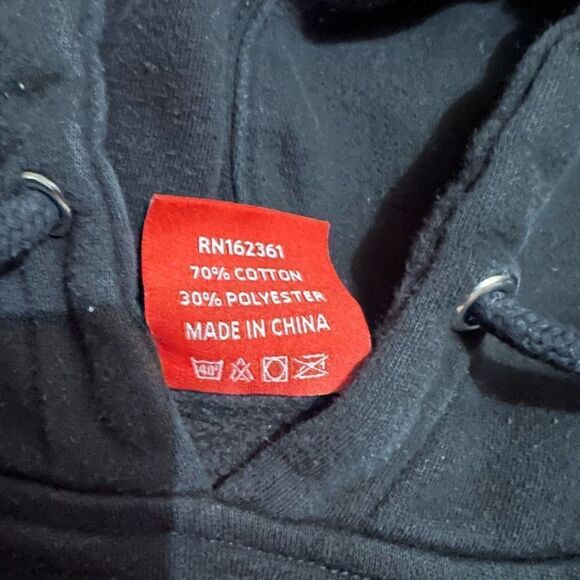 RN162361
70% COTTON
30% POLYESTER
MADE IN CHINA
40°